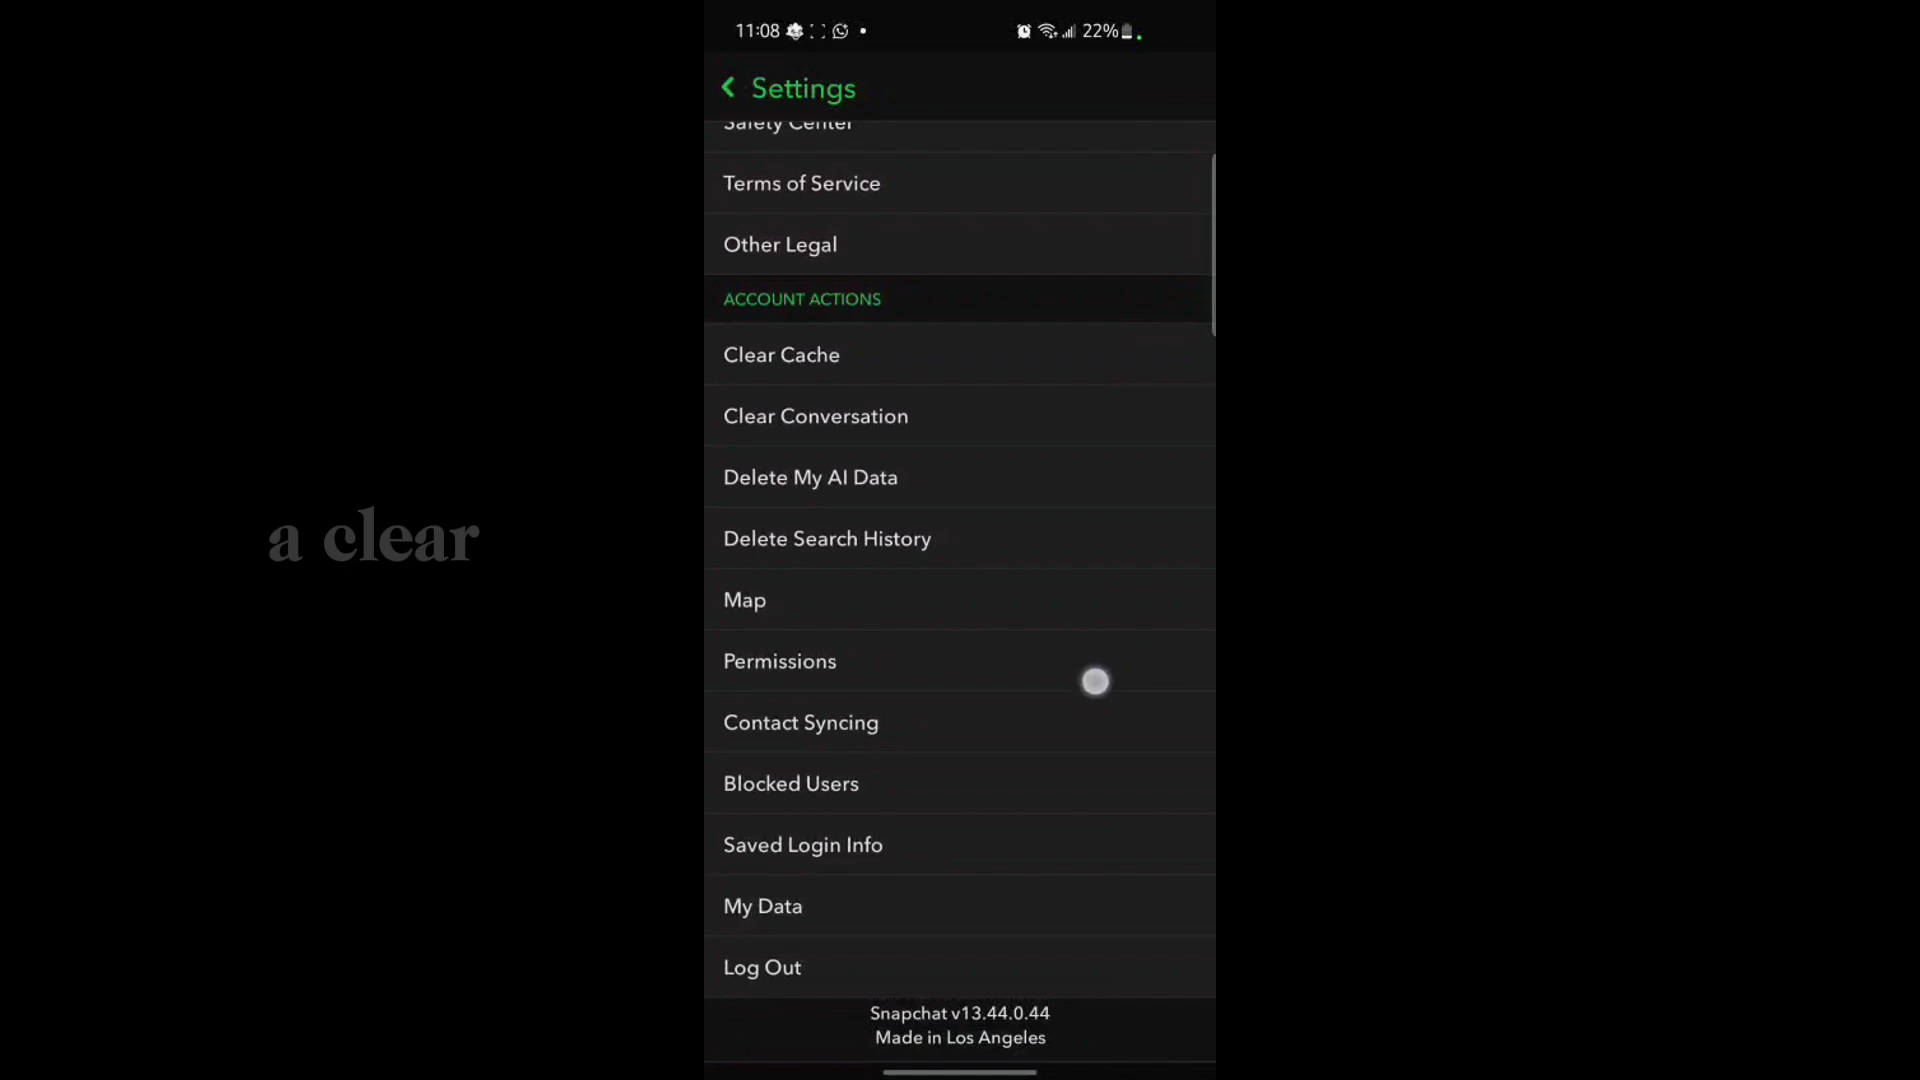 11:08
22%
Settings
Safety Center
Terms of Service
Other Legal
ACCOUNT ACTIONS
Clear Cache
Clear Conversation
Delete My AI Data
a clear
Delete Search History
Map
Permissions
Contact Syncing
Blocked Users
Saved Login Info
My Data
Log Out
Snapchat v13.44.0.44
Made in Los Angeles